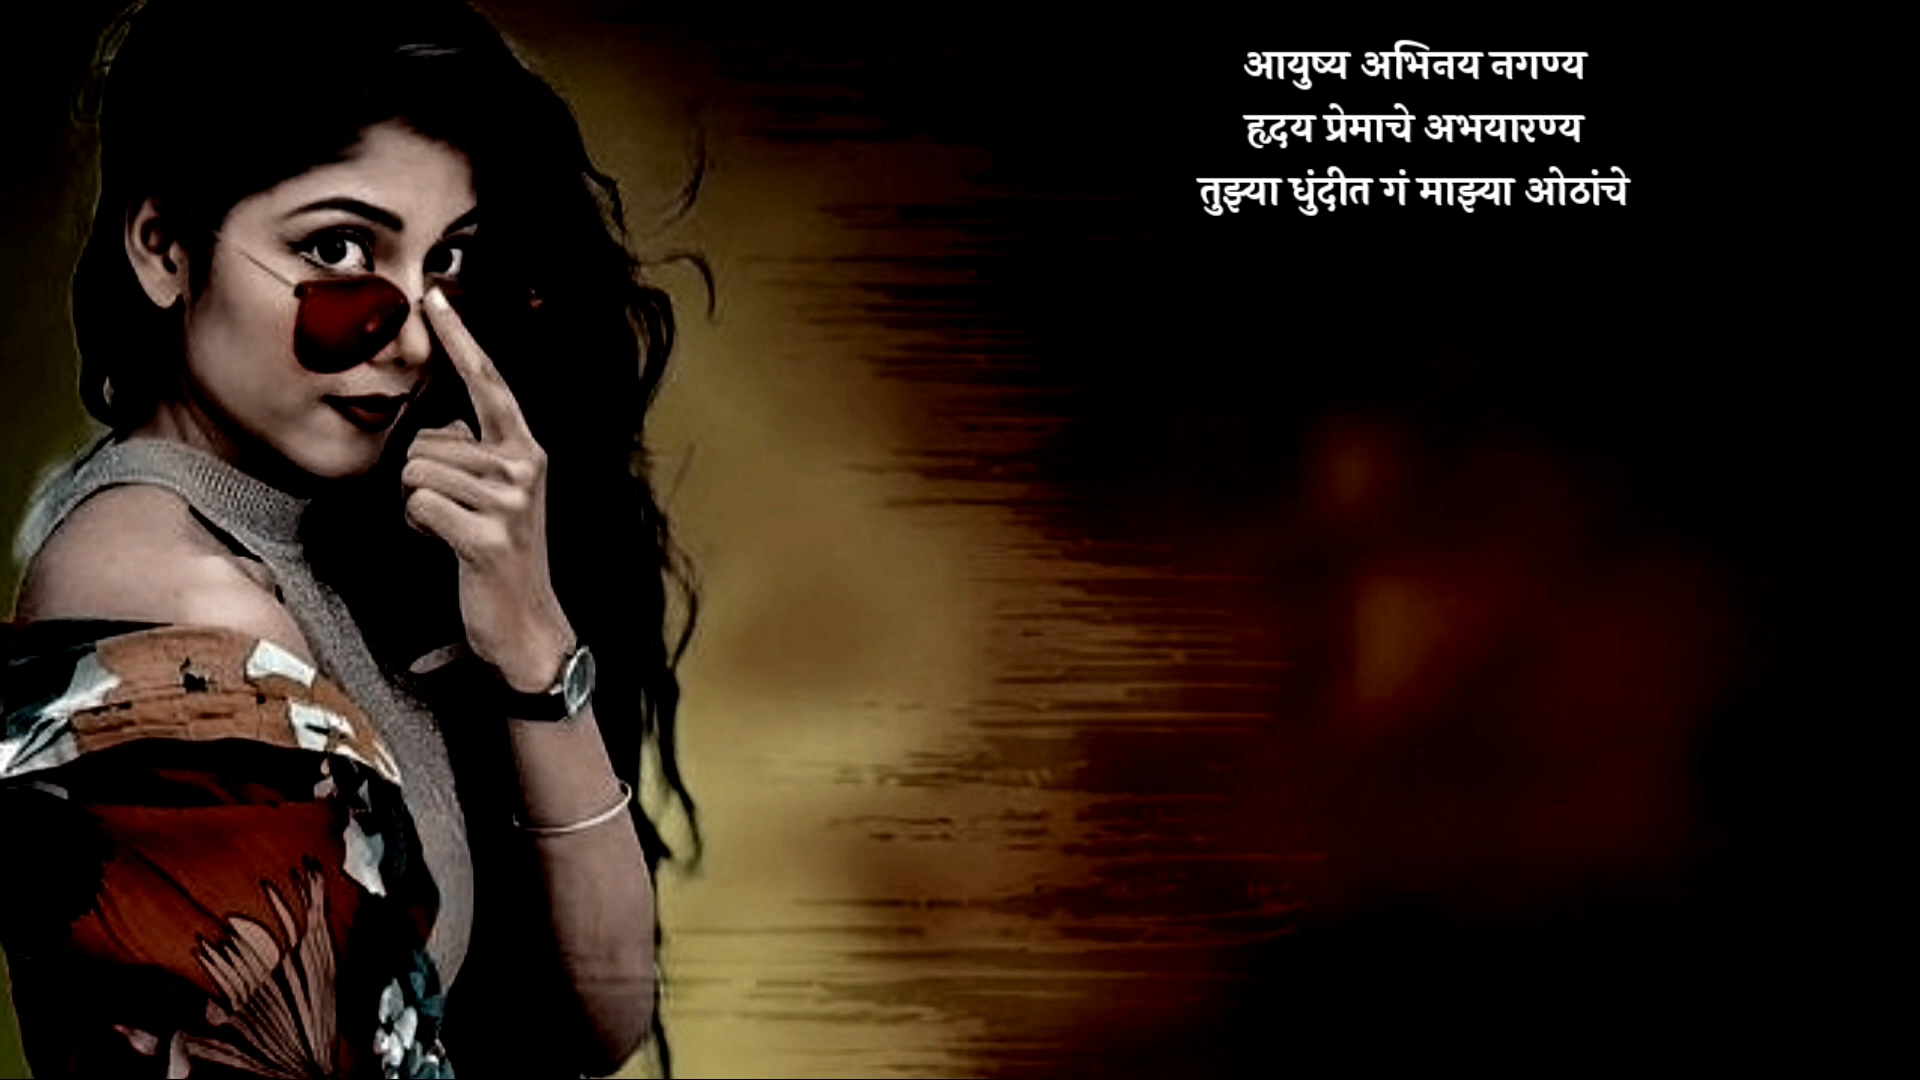 आयुष्य अभिनय नगण्य
हृदय प्रेमाचे अभयारण्य
तुझ्या धुंदीत गं माझ्या ओठांचे